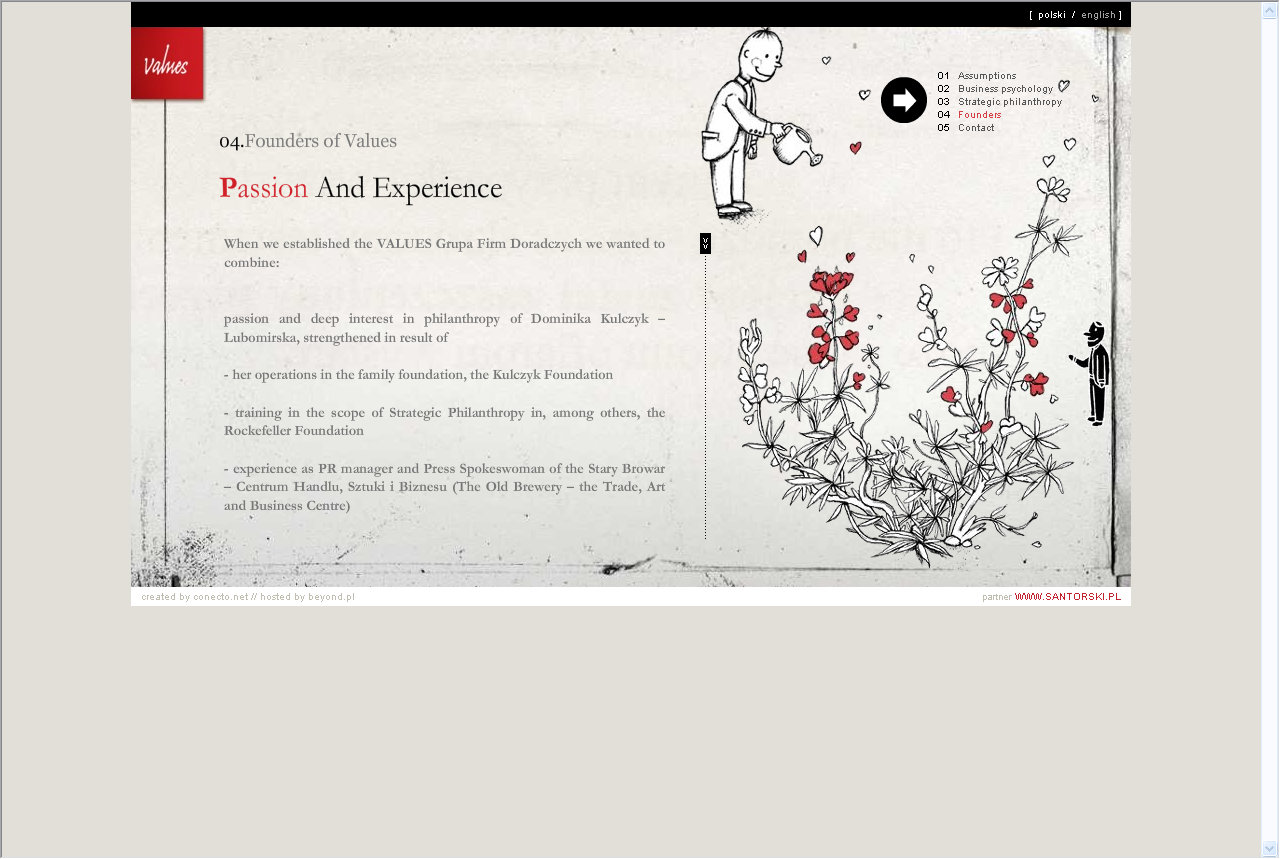 [ polski / english ]
Values
01 Assumptions
02 Business psychology
03 Strategic philanthropy
04 Founders
05 Contact
04.Founders of Values
Passion And Experience
When we established the VALUES Grupa Firm Doradczych we wanted to
combine:
passion and deep interest in philanthropy of Dominika Kulczyk –
Lubomirska, strengthened in result of
- her operations in the family foundation, the Kulczyk Foundation
- training in the scope of Strategic Philanthropy in, among others, the
Rockefeller Foundation
- experience as PR manager and Press Spokeswoman of the Stary Browar
– Centrum Handlu, Sztuki i Biznesu (The Old Brewery – the Trade, Art
and Business Centre)
created by conecto.net // hosted by beyond.pl
partner WWW.SANTORSKI.PL